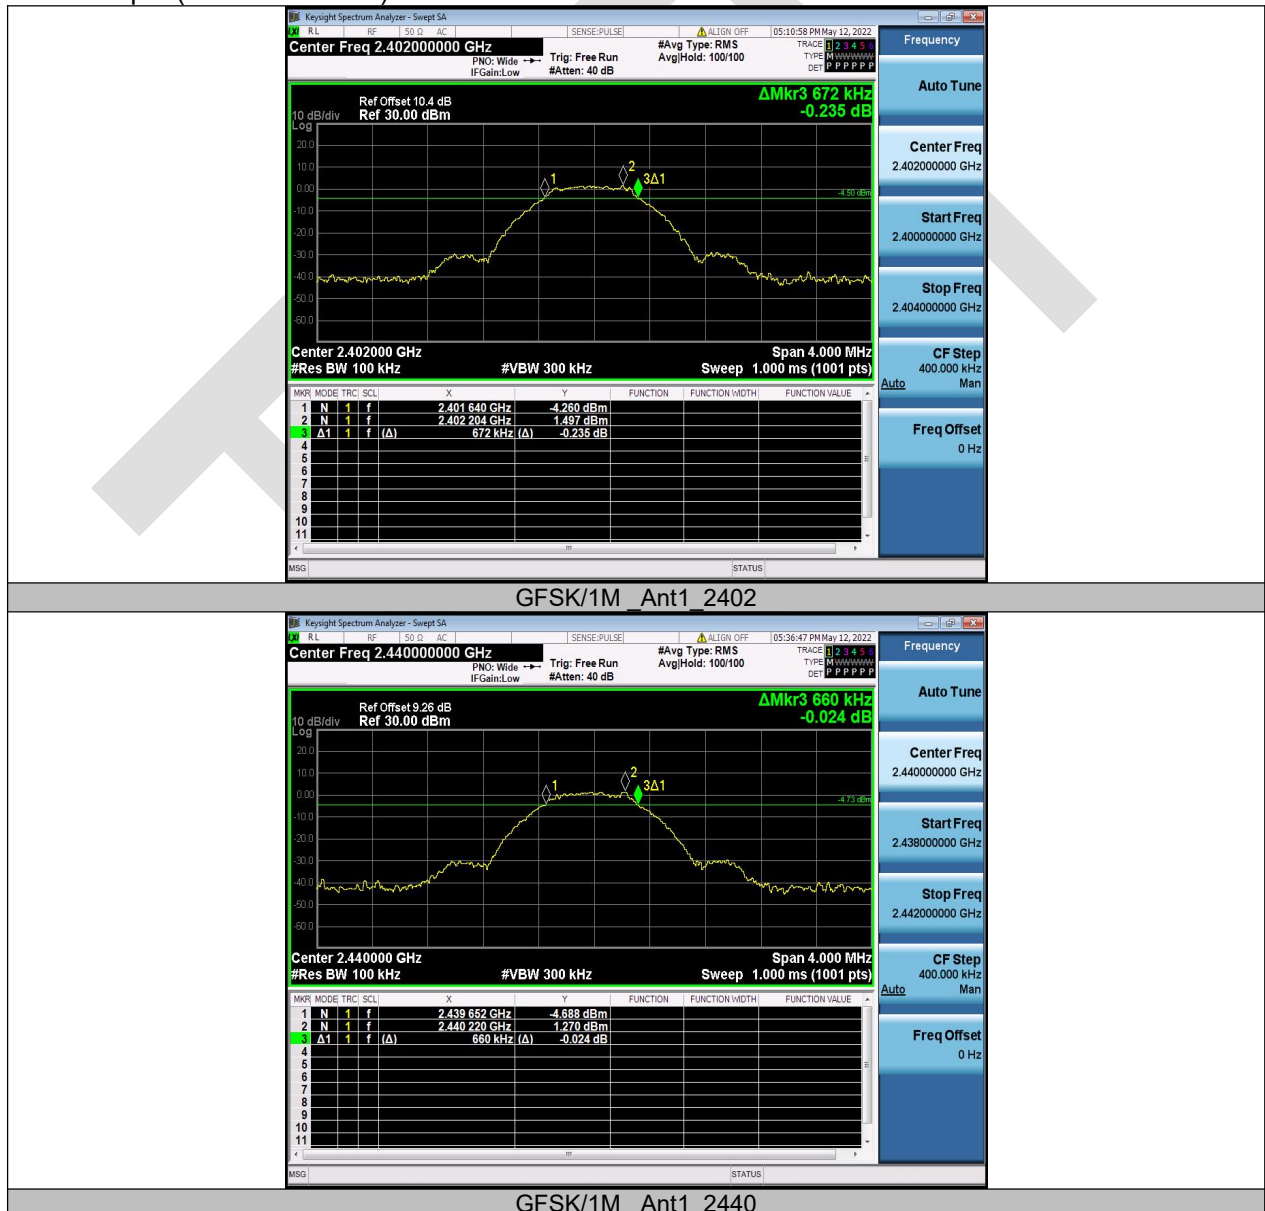 Keysight Spectrum Analyzer - Swept SA
LXI RL RF 50 Ω AC SENSE:PULSE ALIGN OFF 05:10:58 PM May 12, 2022
Center Freq 2.402000000 GHz
PNO: Wide
IFGain:Low
Trig: Free Run
#Atten: 40 dB
#Avg Type: RMS
Avg|Hold: 100/100
TRACE 1 2 3 4 5 6
TYPE M WWWWW
DET P P P P P P
Ref Offset 10.4 dB
10 dB/div Ref 30.00 dBm
Log
ΔMkr3 672 kHz
-0.235 dB
20.0
10.0
0.00
-10.0
-20.0
-30.0
-40.0
-50.0
-60.0
1
2
3Δ1
-4.50 dBm
Center 2.402000 GHz Span 4.000 MHz
#Res BW 100 kHz #VBW 300 kHz Sweep 1.000 ms (1001 pts)
MKR MODE TRC SCL X Y FUNCTION FUNCTION WIDTH FUNCTION VALUE
1 N 1 f 2.401 640 GHz -4.260 dBm
2 N 1 f 2.402 204 GHz 1.497 dBm
3 Δ1 1 f (Δ) 672 kHz (Δ) -0.235 dB
4
5
6
7
8
9
10
11
MSG STATUS
Frequency
Auto Tune
Center Freq
2.402000000 GHz
Start Freq
2.400000000 GHz
Stop Freq
2.404000000 GHz
CF Step
400.000 kHz
Auto Man
Freq Offset
0 Hz
GFSK/1M _Ant1_2402
Keysight Spectrum Analyzer - Swept SA
LXI RL RF 50 Ω AC SENSE:PULSE ALIGN OFF 05:36:47 PM May 12, 2022
Center Freq 2.440000000 GHz
PNO: Wide
IFGain:Low
Trig: Free Run
#Atten: 40 dB
#Avg Type: RMS
Avg|Hold: 100/100
TRACE 1 2 3 4 5 6
TYPE M WWWWW
DET P P P P P P
Ref Offset 9.26 dB
10 dB/div Ref 30.00 dBm
Log
ΔMkr3 660 kHz
-0.024 dB
20.0
10.0
0.00
-10.0
-20.0
-30.0
-40.0
-50.0
-60.0
1
2
3Δ1
-4.73 dBm
Center 2.440000 GHz Span 4.000 MHz
#Res BW 100 kHz #VBW 300 kHz Sweep 1.000 ms (1001 pts)
MKR MODE TRC SCL X Y FUNCTION FUNCTION WIDTH FUNCTION VALUE
1 N 1 f 2.439 652 GHz -4.688 dBm
2 N 1 f 2.440 220 GHz 1.270 dBm
3 Δ1 1 f (Δ) 660 kHz (Δ) -0.024 dB
4
5
6
7
8
9
10
11
MSG STATUS
Frequency
Auto Tune
Center Freq
2.440000000 GHz
Start Freq
2.438000000 GHz
Stop Freq
2.442000000 GHz
CF Step
400.000 kHz
Auto Man
Freq Offset
0 Hz
GFSK/1M _Ant1_2440